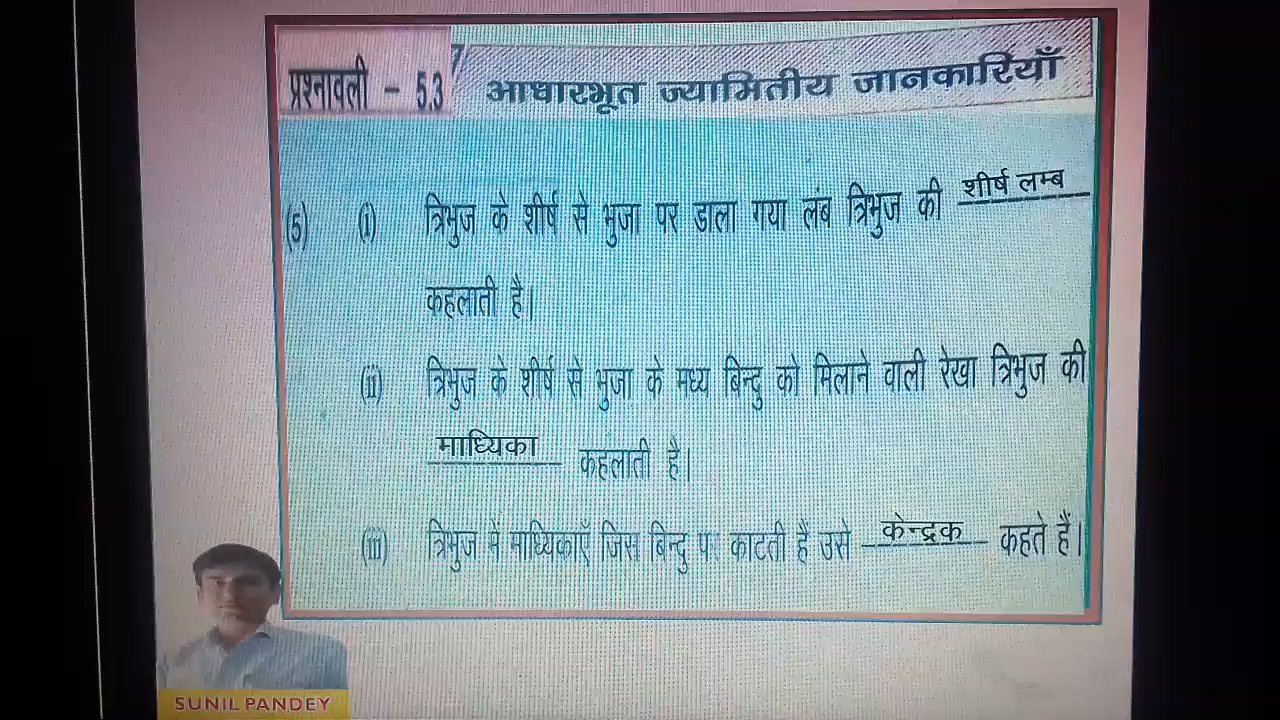 प्रश्नावली - 5.3
आधारभूत ज्यामितीय जानकारियाँ
(5) (i) त्रिभुज के शीर्ष से भुजा पर डाला गया लंब त्रिभुज की शीर्ष लम्ब
कहलाती है।
(ii) त्रिभुज के शीर्ष से भुजा के मध्य बिन्दु को मिलाने वाली रेखा त्रिभुज की
माध्यिका कहलाती है।
(iii) त्रिभुज में माध्यिकाएँ जिस बिन्दु पर काटती हैं उसे केन्द्रक कहते हैं।
SUNIL PANDEY